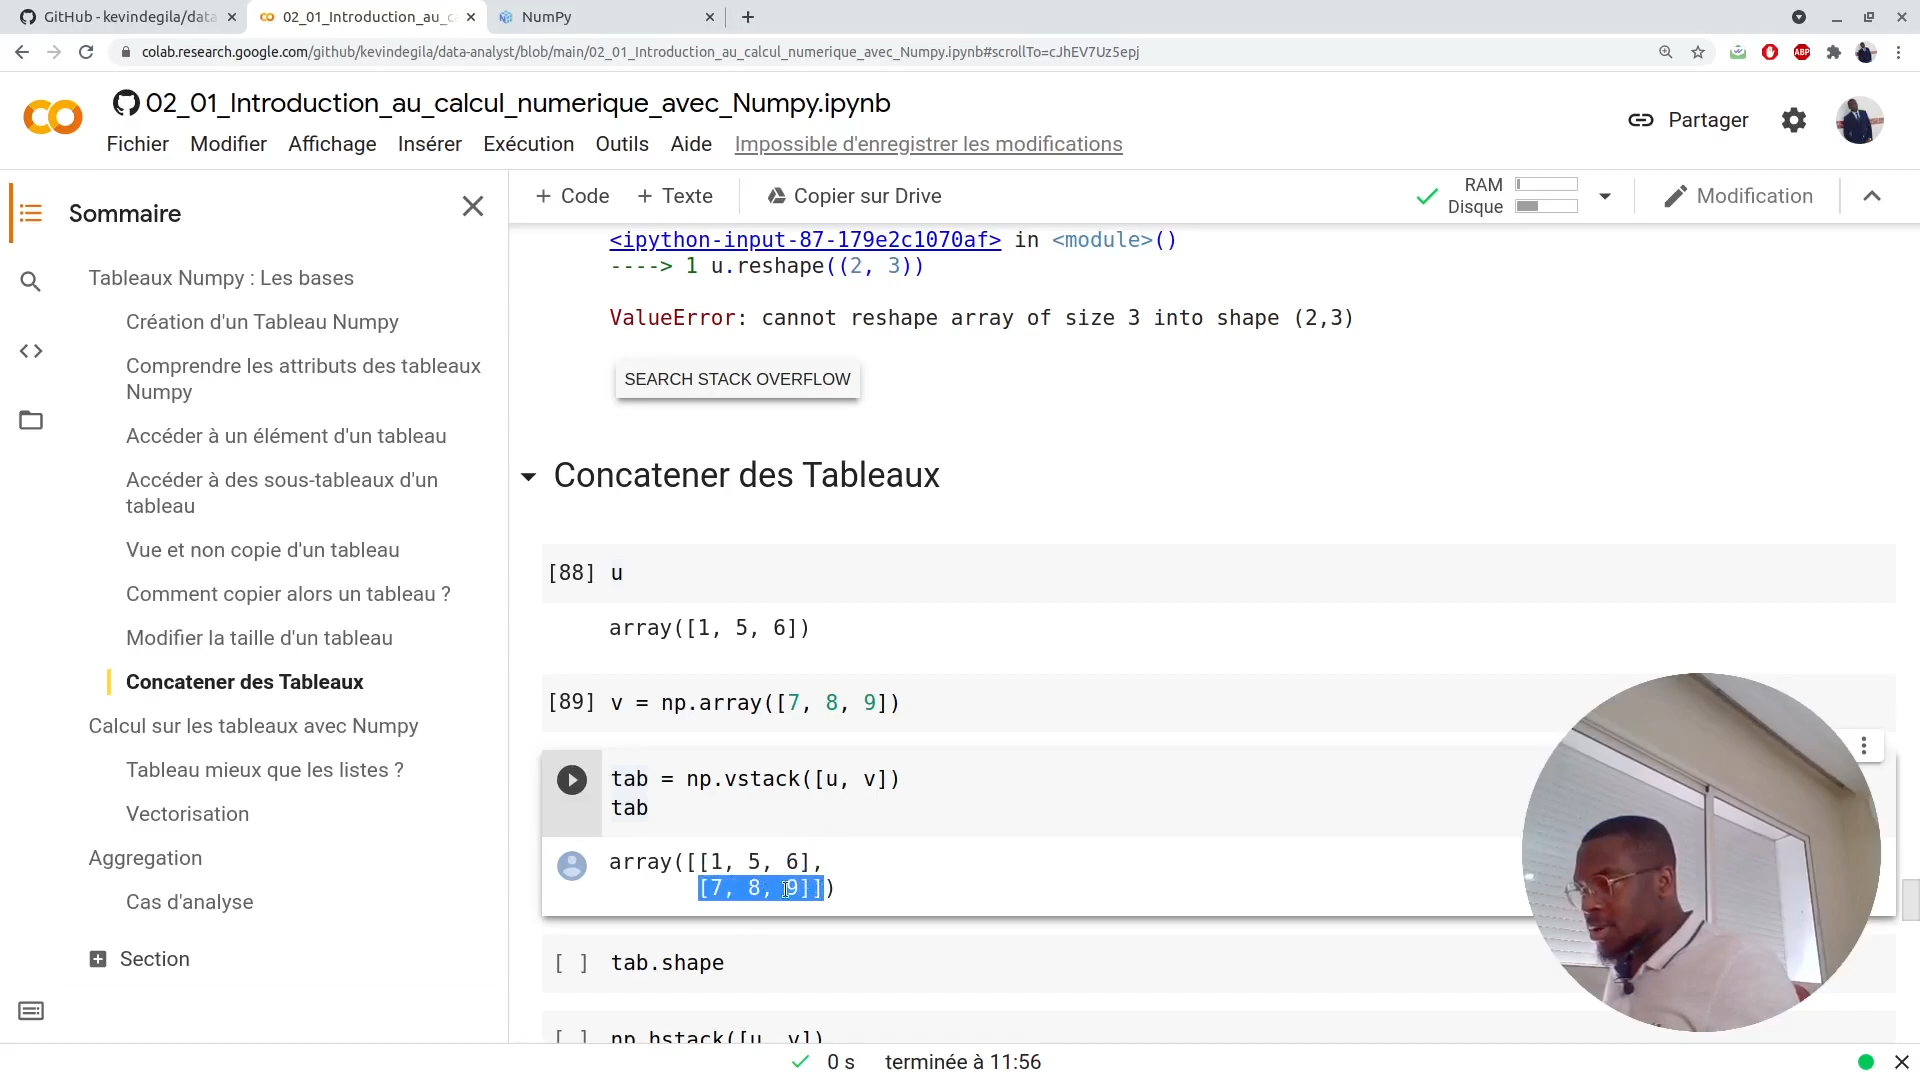 GitHub - kevindegila/data
02_01_Introduction_au_c
NumPy
colab.research.google.com/github/kevindegila/data-analyst/blob/main/02_01_Introduction_au_calcul_numerique_avec_Numpy.ipynb#scrollTo=cJhEV7Uz5epj
ABP
02_01_Introduction_au_calcul_numerique_avec_Numpy.ipynb
Partager
Fichier Modifier Affichage Insérer Exécution Outils Aide Impossible d'enregistrer les modifications
Sommaire
+ Code + Texte Copier sur Drive
RAM
Disque
Modification
Tableaux Numpy : Les bases
Création d'un Tableau Numpy
Comprendre les attributs des tableaux
Numpy
Accéder à un élément d'un tableau
Accéder à des sous-tableaux d'un
tableau
Vue et non copie d'un tableau
Comment copier alors un tableau ?
Modifier la taille d'un tableau
Concatener des Tableaux
Calcul sur les tableaux avec Numpy
Tableau mieux que les listes ?
Vectorisation
Aggregation
Cas d'analyse
Section
<ipython-input-87-179e2c1070af> in <module>()
----> 1 u.reshape((2, 3))
ValueError: cannot reshape array of size 3 into shape (2,3)
SEARCH STACK OVERFLOW
Concatener des Tableaux
[88] u
array([1, 5, 6])
[89] v = np.array([7, 8, 9])
tab = np.vstack([u, v])
tab
array([[1, 5, 6],
[7, 8, 9]])
[ ] tab.shape
[ ] np.hstack([u, v])
0 s terminée à 11:56